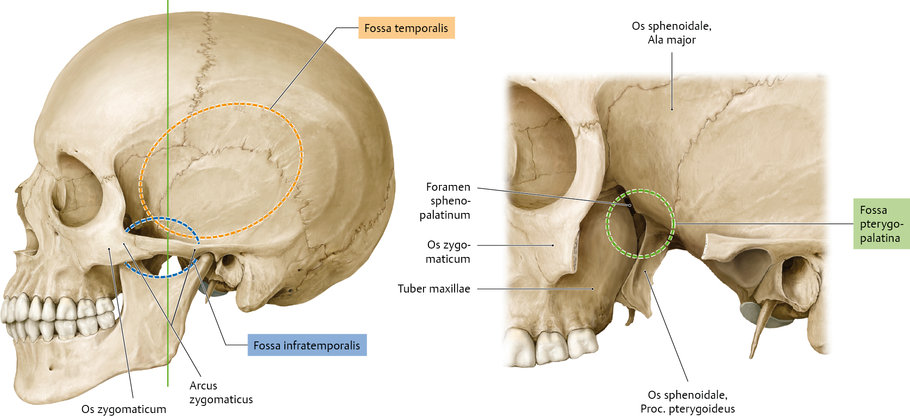 Fossa temporalis
Fossa infratemporalis
Os zygomaticum
Arcus
zygomaticus
Os sphenoidale,
Ala major
Foramen
spheno-
palatinum
Os zygo-
maticum
Tuber maxillae
Fossa
pterygo-
palatina
Os sphenoidale,
Proc. pterygoideus